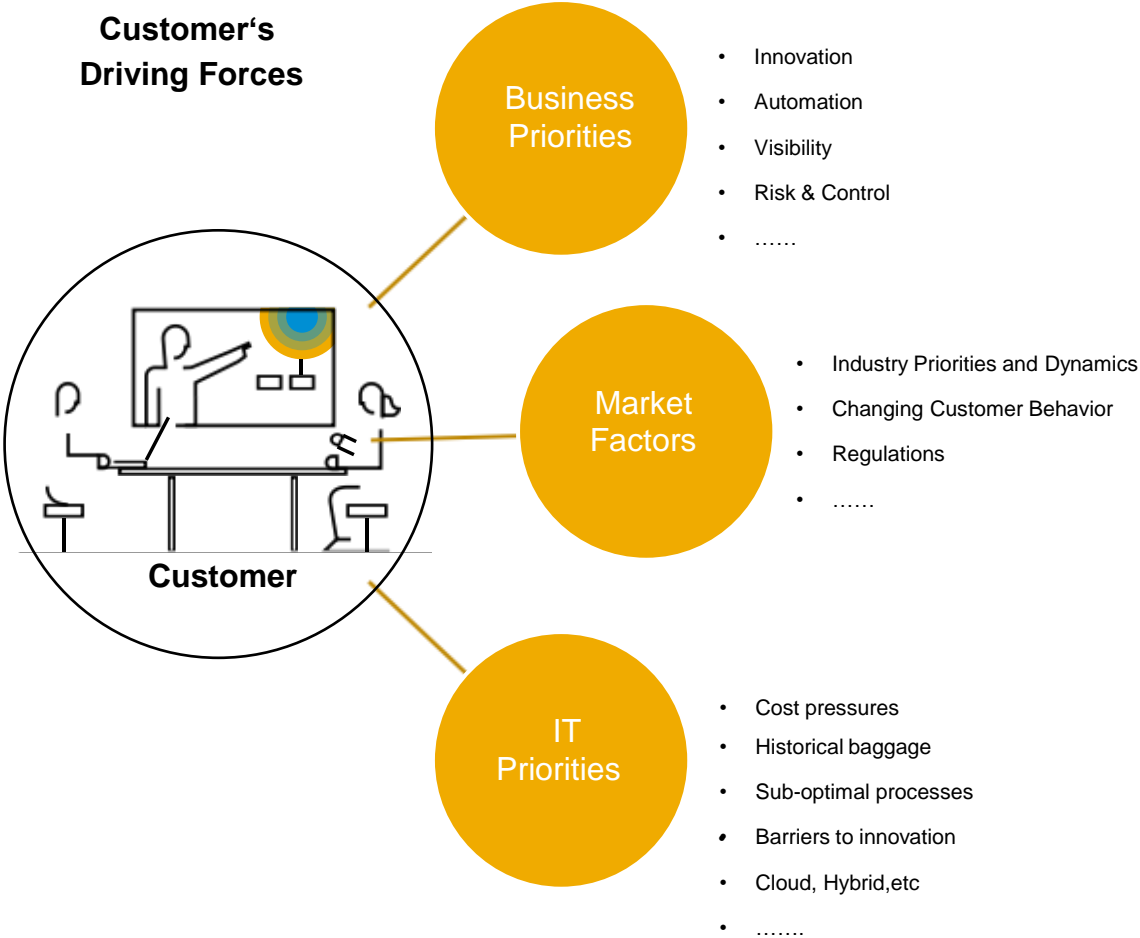 Customer‘s
Driving Forces
Business
Priorities
• Innovation
• Automation
• Visibility
• Risk & Control
• ……
Market
Factors
• Industry Priorities and Dynamics
• Changing Customer Behavior
• Regulations
• ……
Customer
IT
Priorities
• Cost pressures
• Historical baggage
• Sub-optimal processes
• Barriers to innovation
• Cloud, Hybrid,etc
• …….